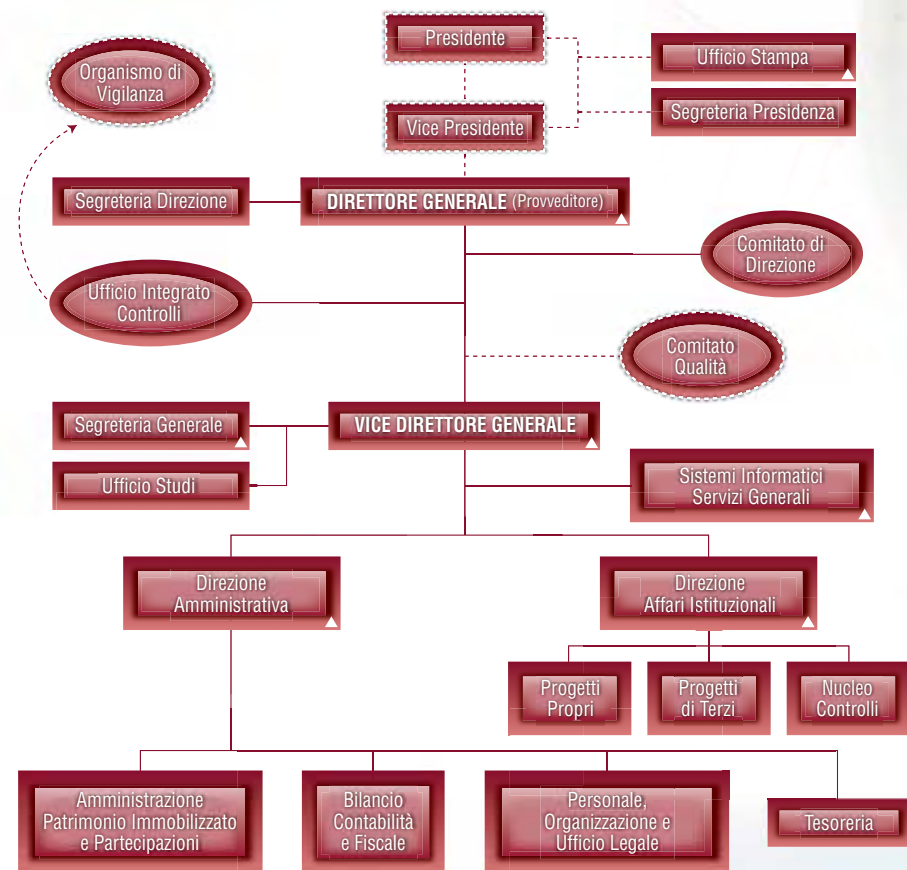 Presidente
Ufficio Stampa
Organismo di
Vigilanza
Segreteria Presidenza
Vice Presidente
Segreteria Direzione
DIRETTORE GENERALE (Provveditore)
Comitato di
Direzione
Ufficio Integrato
Controlli
Comitato
Qualità
Segreteria Generale
VICE DIRETTORE GENERALE
Ufficio Studi
Sistemi Informatici
Servizi Generali
Direzione
Amministrativa
Direzione
Affari Istituzionali
Progetti
Propri
Progetti
di Terzi
Nucleo
Controlli
Amministrazione
Patrimonio Immobilizzato
e Partecipazioni
Bilancio
Contabilità
e Fiscale
Personale,
Organizzazione e
Ufficio Legale
Tesoreria